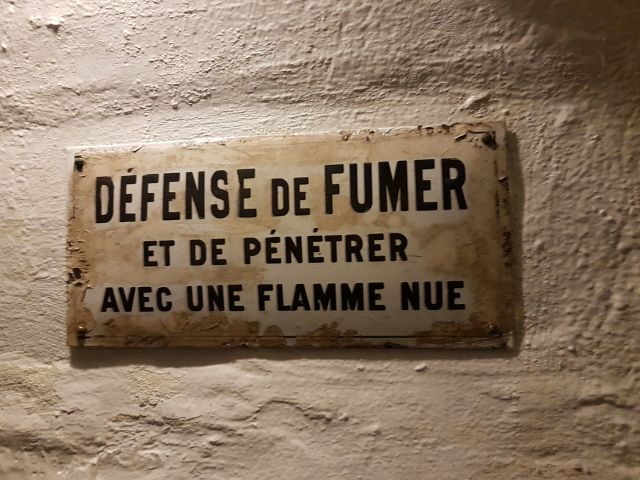 DÉFENSE DE FUMER
ET DE PÉNÉTRER
AVEC UNE FLAMME NUE